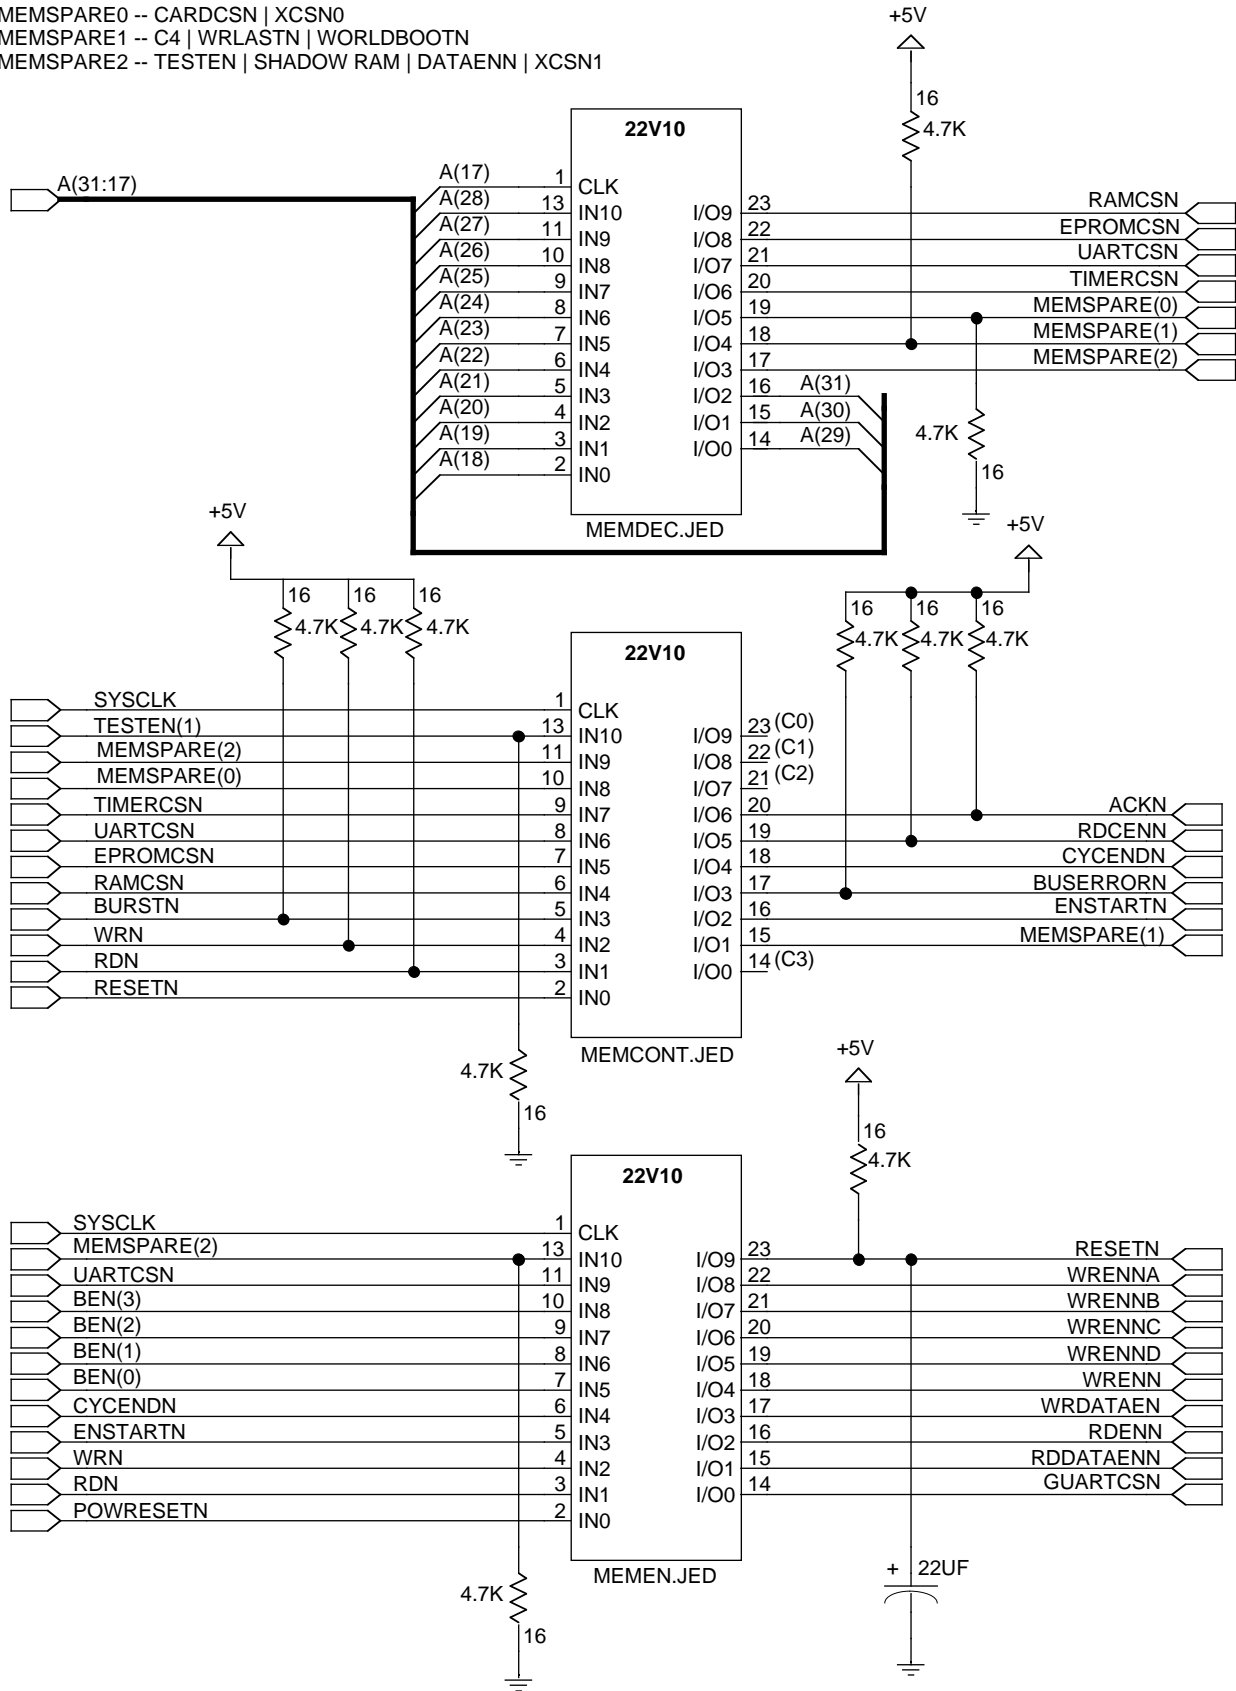 MEMSPARE0 -- CARDCSN | XCSN0
MEMSPARE1 -- C4 | WRLASTN | WORLDBOOTN
MEMSPARE2 -- TESTEN | SHADOW RAM | DATAENN | XCSN1
+5V
16
4.7K
22V10
A(31:17)
A(17) 1 CLK
A(28) 13 IN10 I/O9 23 RAMCSN
A(27) 11 IN9 I/O8 22 EPROMCSN
A(26) 10 IN8 I/O7 21 UARTCSN
A(25) 9 IN7 I/O6 20 TIMERCSN
A(24) 8 IN6 I/O5 19 MEMSPARE(0)
A(23) 7 IN5 I/O4 18 MEMSPARE(1)
A(22) 6 IN4 I/O3 17 MEMSPARE(2)
A(21) 5 IN3 I/O2 16 A(31)
A(20) 4 IN2 I/O1 15 A(30)
A(19) 3 IN1 I/O0 14 A(29)
A(18) 2 IN0
4.7K
16
MEMDEC.JED
+5V
+5V
16 16 16
4.7K 4.7K 4.7K
16 16 16
4.7K 4.7K 4.7K
22V10
SYSCLK 1 CLK
TESTEN(1) 13 IN10 I/O9 23 (C0)
MEMSPARE(2) 11 IN9 I/O8 22 (C1)
MEMSPARE(0) 10 IN8 I/O7 21 (C2)
TIMERCSN 9 IN7 I/O6 20 ACKN
UARTCSN 8 IN6 I/O5 19 RDCENN
EPROMCSN 7 IN5 I/O4 18 CYCENDN
RAMCSN 6 IN4 I/O3 17 BUSERRORN
BURSTN 5 IN3 I/O2 16 ENSTARTN
WRN 4 IN2 I/O1 15 MEMSPARE(1)
RDN 3 IN1 I/O0 14 (C3)
RESETN 2 IN0
MEMCONT.JED
4.7K
16
+5V
16
4.7K
22V10
SYSCLK 1 CLK
MEMSPARE(2) 13 IN10 I/O9 23 RESETN
UARTCSN 11 IN9 I/O8 22 WRENNA
BEN(3) 10 IN8 I/O7 21 WRENNB
BEN(2) 9 IN7 I/O6 20 WRENNC
BEN(1) 8 IN6 I/O5 19 WRENND
BEN(0) 7 IN5 I/O4 18 WRENN
CYCENDN 6 IN4 I/O3 17 WRDATAEN
ENSTARTN 5 IN3 I/O2 16 RDENN
WRN 4 IN2 I/O1 15 RDDATAENN
RDN 3 IN1 I/O0 14 GUARTCSN
POWRESETN 2 IN0
MEMEN.JED
+ 22UF
4.7K
16